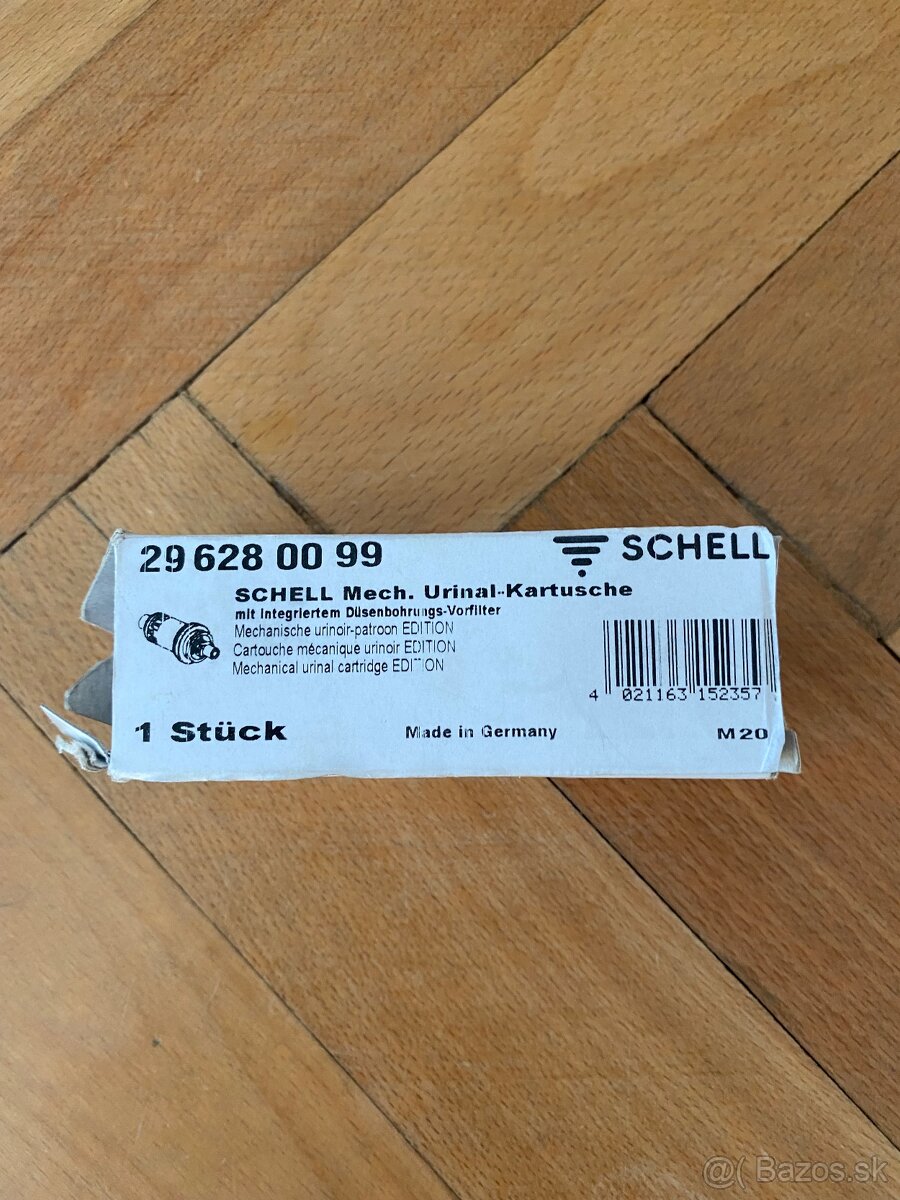 29 628 00 99
SCHELL
SCHELL Mech. Urinal-Kartusche
mit integriertem Düsenbohrungs-Vorfilter
Mechanische urinoir-patroon EDITION
Cartouche mécanique urinoir EDITION
Mechanical urinal cartridge EDITION
4 021163 152357
1 Stück
Made in Germany
M20
@( Bazos.sk